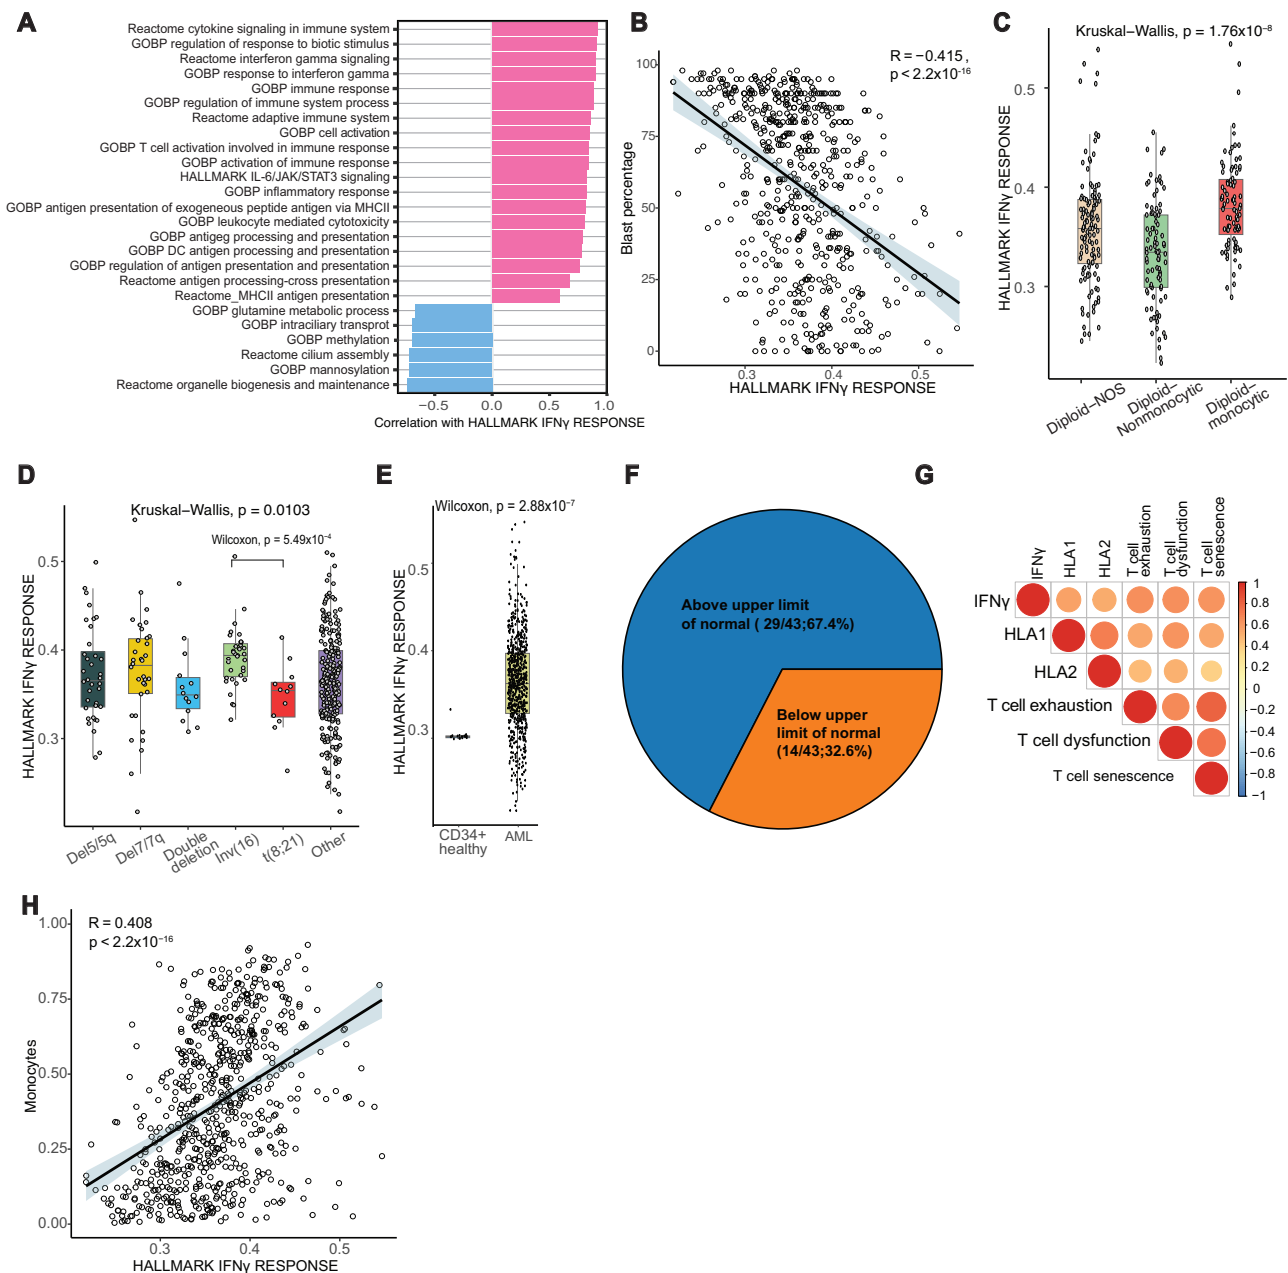 A
Reactome cytokine signaling in immune system
GOBP regulation of response to biotic stimulus
Reactome interferon gamma signaling
GOBP response to interferon gamma
GOBP immune response
GOBP regulation of immune system process
Reactome adaptive immune system
GOBP cell activation
GOBP T cell activation involved in immune response
GOBP activation of immune response
HALLMARK IL-6/JAK/STAT3 signaling
GOBP inflammatory response
GOBP antigen presentation of exogeneous peptide antigen via MHCII
GOBP leukocyte mediated cytotoxicity
GOBP antigeg processing and presentation
GOBP DC antigen processing and presentation
GOBP regulation of antigen presentation and presentation
Reactome antigen processing-cross presentation
Reactome_MHCII antigen presentation
GOBP glutamine metabolic process
GOBP intraciliary transprot
GOBP methylation
Reactome cilium assembly
GOBP mannosylation
Reactome organelle biogenesis and maintenance
−0.5 0.0 0.5 1.0
Correlation with HALLMARK IFNγ RESPONSE
B
R = −0.415,
p < 2.2x10⁻¹⁶
Blast percentage
100
75
50
25
0
0.3 0.4 0.5
HALLMARK IFNγ RESPONSE
C
Kruskal−Wallis, p = 1.76x10⁻⁸
HALLMARK IFNγ RESPONSE
0.5
0.4
0.3
Diploid−NOS
Diploid−
Nonmonocytic
Diploid−
monocytic
D
Kruskal−Wallis, p = 0.0103
Wilcoxon, p = 5.49x10⁻⁴
HALLMARK IFNγ RESPONSE
0.5
0.4
0.3
Del5/5q
Del7/7q
Double
deletion
Inv(16)
t(8;21)
Other
E
Wilcoxon, p = 2.88x10⁻⁷
HALLMARK IFNγ RESPONSE
0.5
0.4
0.3
CD34+
healthy
AML
F
Above upper limit
of normal ( 29/43;67.4%)
Below upper
limit of normal
(14/43;32.6%)
G
IFNγ
HLA1
HLA2
T cell
exhaustion
T cell
dysfunction
T cell
senescence
IFNγ
HLA1
HLA2
T cell exhaustion
T cell dysfunction
T cell senescence
1
0.8
0.6
0.4
0.2
0
−0.2
−0.4
−0.6
−0.8
−1
H
R = 0.408
p < 2.2x10⁻¹⁶
Monocytes
1.00
0.75
0.50
0.25
0.00
0.3 0.4 0.5
HALLMARK IFNγ RESPONSE